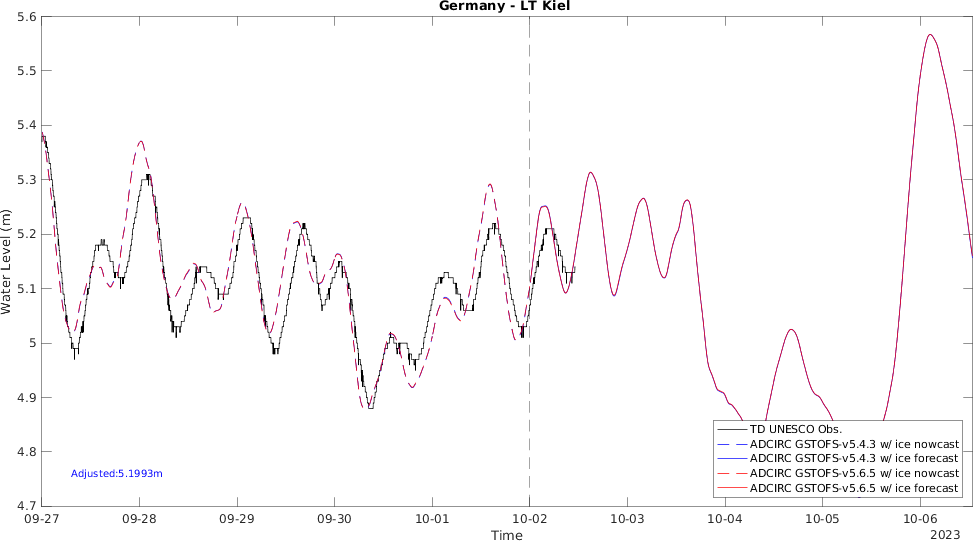 Germany - LT Kiel
5.6
5.5
5.4
5.3
5.2
5.1
5
4.9
4.8
4.7
Water Level (m)
Adjusted:5.1993m
TD UNESCO Obs.
ADCIRC GSTOFS-v5.4.3 w/ ice nowcast
ADCIRC GSTOFS-v5.4.3 w/ ice forecast
ADCIRC GSTOFS-v5.6.5 w/ ice nowcast
ADCIRC GSTOFS-v5.6.5 w/ ice forecast
09-27 09-28 09-29 09-30 10-01 10-02 10-03 10-04 10-05 10-06
Time
2023